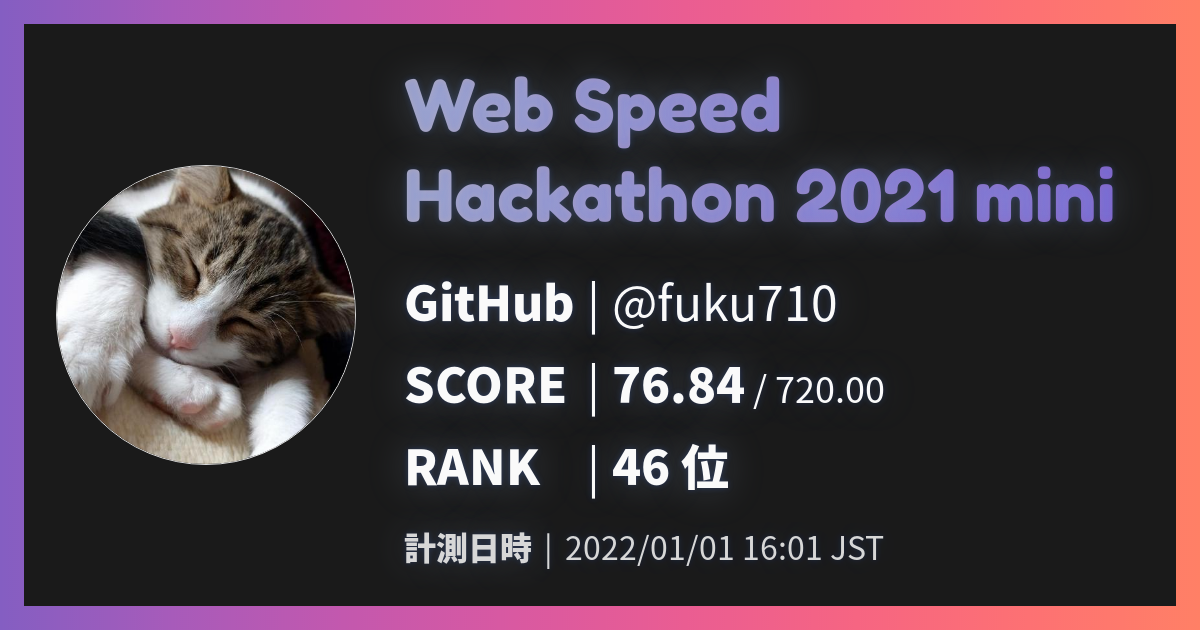 Web Speed
Hackathon 2021 mini
GitHub | @fuku710
SCORE | 76.84 / 720.00
RANK | 46 位
計測日時 | 2022/01/01 16:01 JST